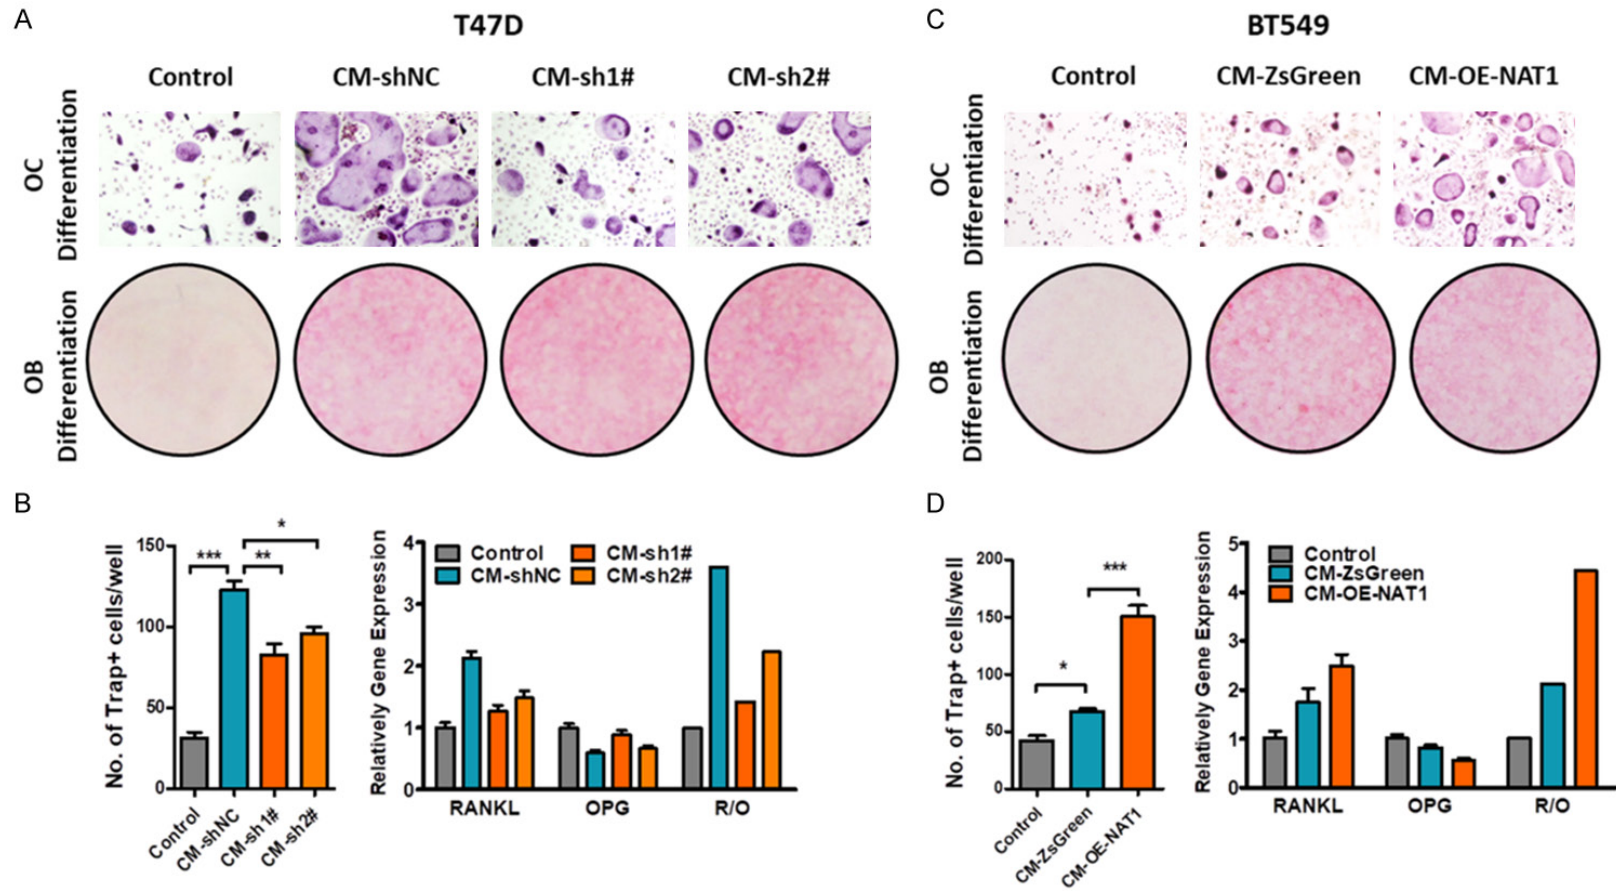 A
T47D
Control CM-shNC CM-sh1# CM-sh2#
OC
Differentiation
OB
Differentiation
C
BT549
Control CM-ZsGreen CM-OE-NAT1
OC
Differentiation
OB
Differentiation
B
No. of Trap+ cells/well
150
100
50
0
***
**
*
Control
CM-shNC
CM-sh1#
CM-sh2#
Relatively Gene Expression
4
3
2
1
0
Control CM-sh1#
CM-shNC CM-sh2#
RANKL OPG R/O
D
No. of Trap+ cells/well
200
150
100
50
0
*
***
Control
CM-ZsGreen
CM-OE-NAT1
Relatively Gene Expression
5
4
3
2
1
0
Control
CM-ZsGreen
CM-OE-NAT1
RANKL OPG R/O